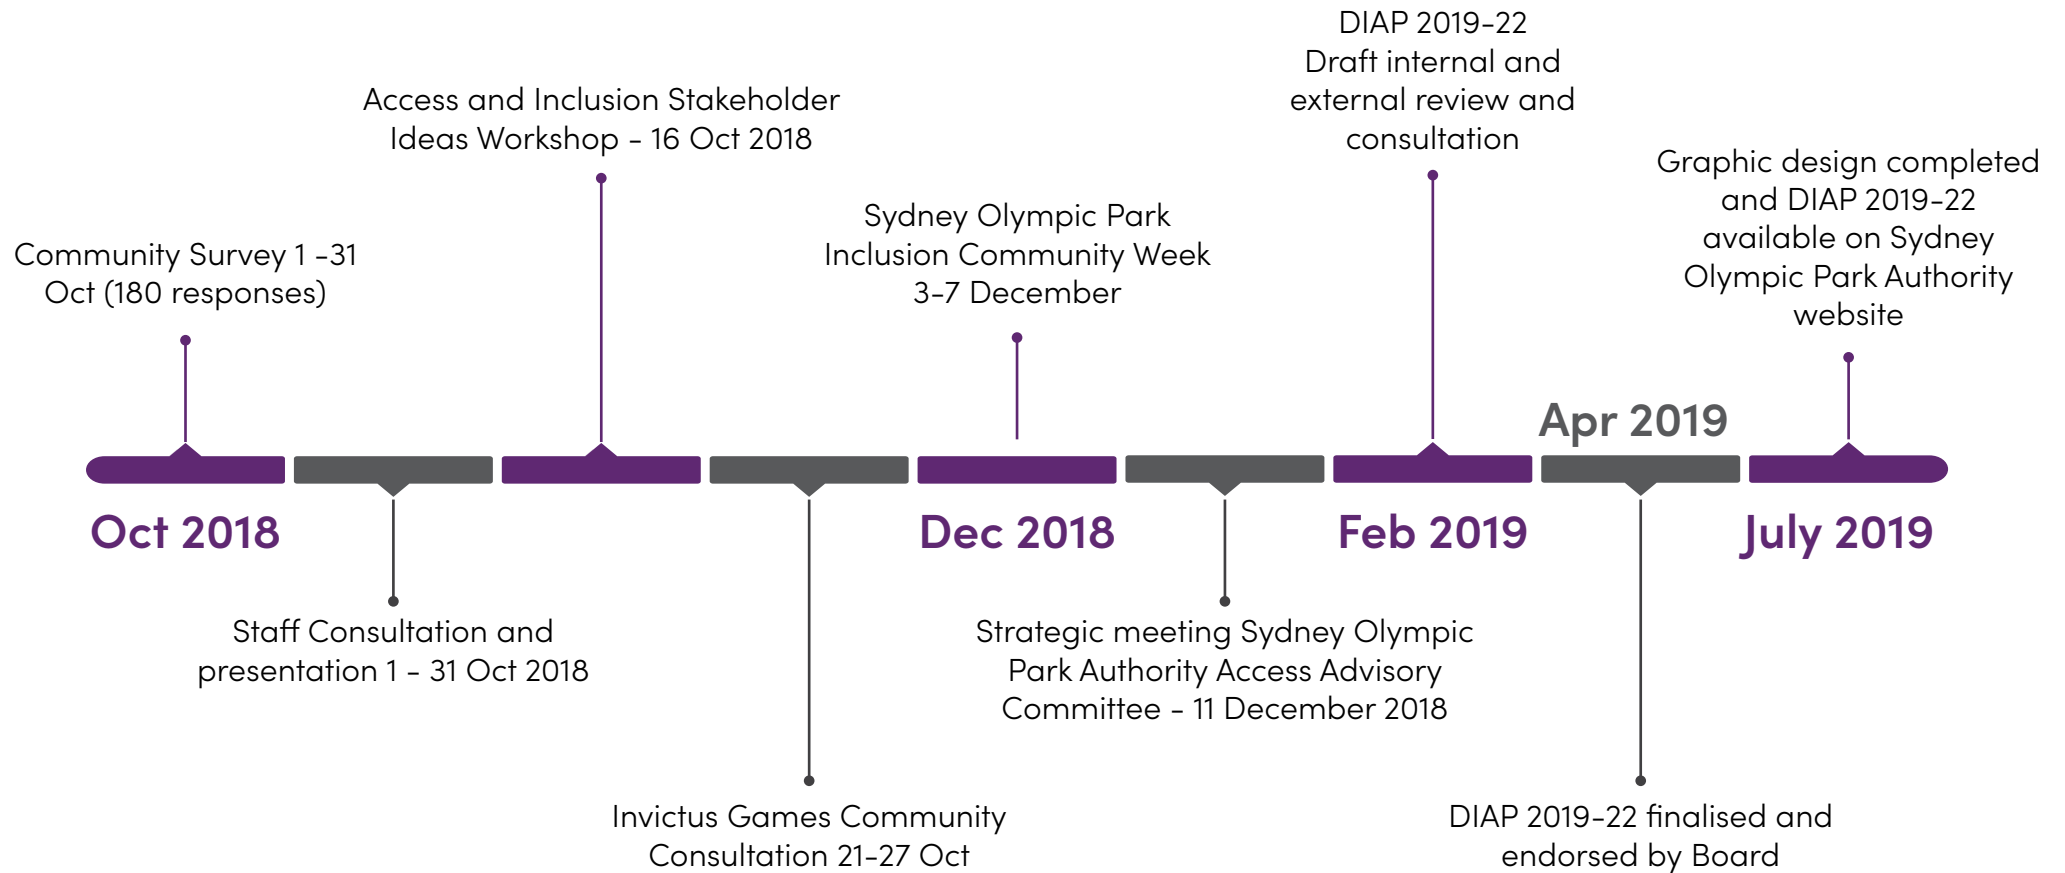 DIAP 2019-22
Draft internal and
external review and
consultation
Access and Inclusion Stakeholder
Ideas Workshop - 16 Oct 2018
Graphic design completed
and DIAP 2019-22
available on Sydney
Olympic Park Authority
website
Sydney Olympic Park
Inclusion Community Week
3-7 December
Community Survey 1 -31
Oct (180 responses)
Apr 2019
Oct 2018
Dec 2018
Feb 2019
July 2019
Staff Consultation and
presentation 1 - 31 Oct 2018
Strategic meeting Sydney Olympic
Park Authority Access Advisory
Committee - 11 December 2018
Invictus Games Community
Consultation 21-27 Oct
DIAP 2019-22 finalised and
endorsed by Board